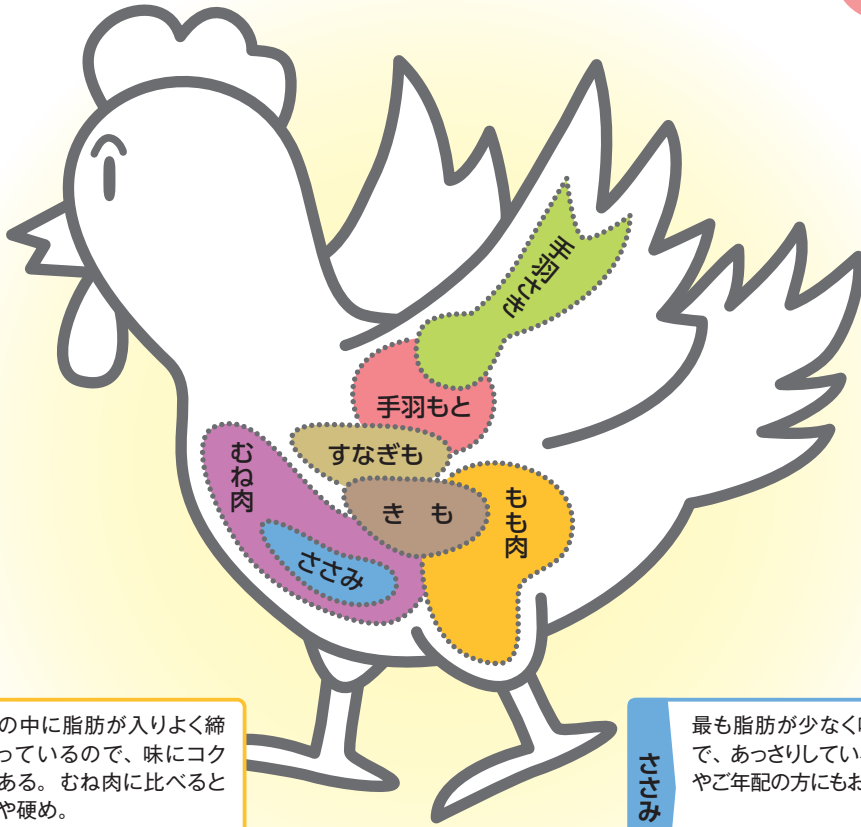 手羽さき
手羽もと
すなぎも
むね肉
きも
もも肉
ささみ
の中に脂肪が入りよく締
っているので、味にコク
ある。むね肉に比べると
や硬め。
ささみ
最も脂肪が少なく
で、あっさりしてい
やご年配の方にもお